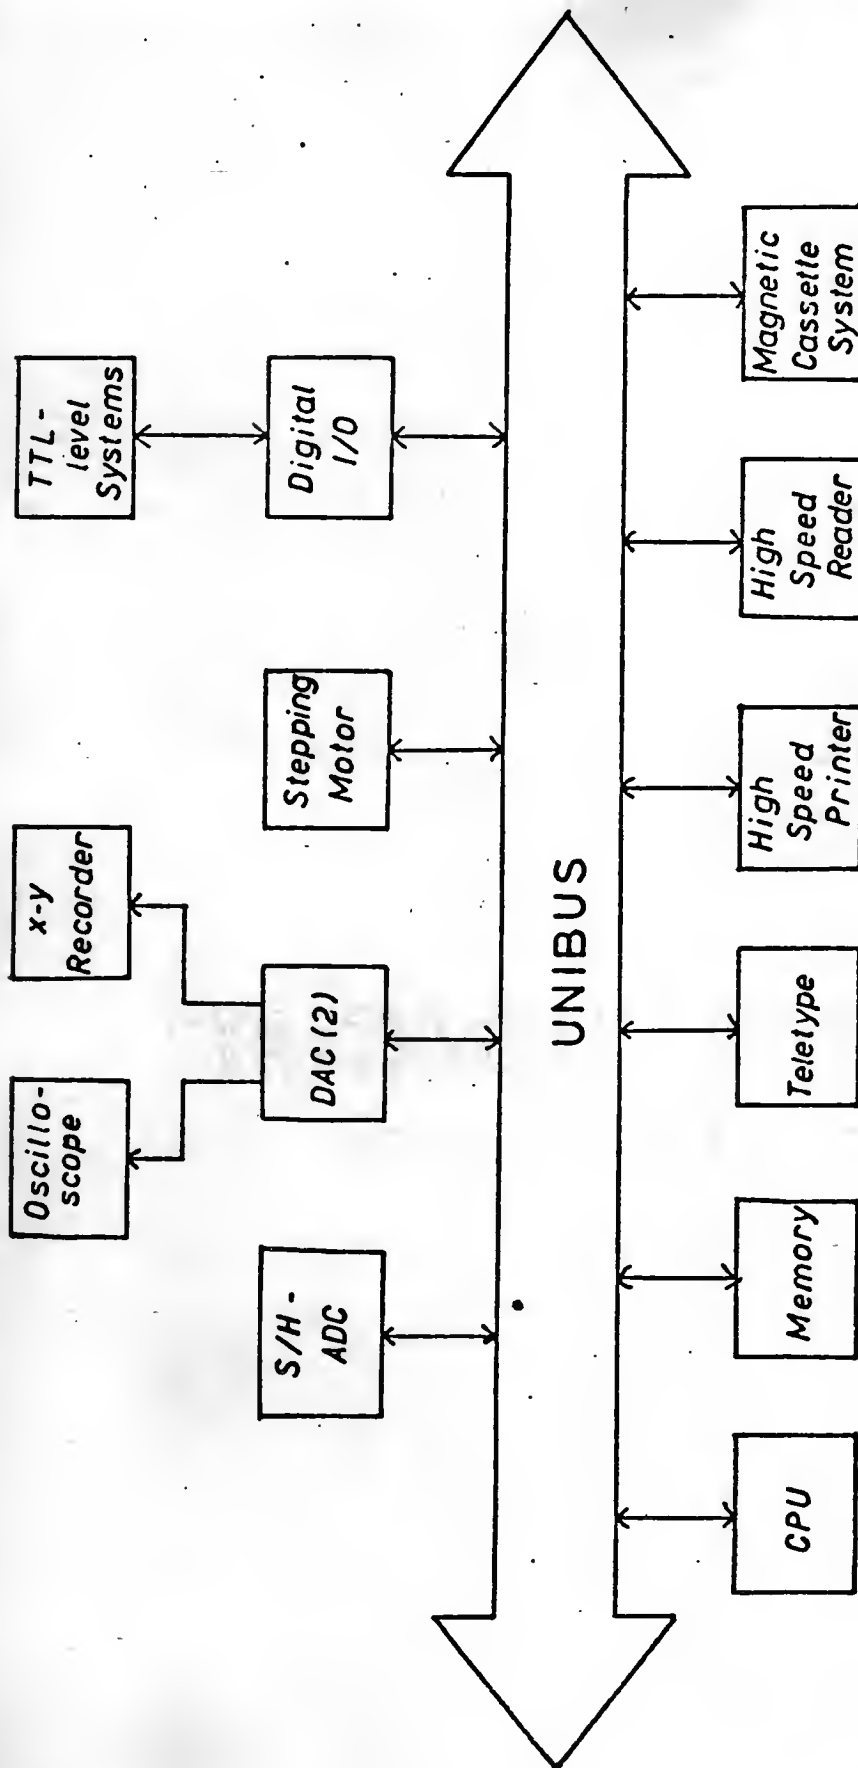 Oscillo-
scope
x-y
Recorder
TTL-
level
Systems
S/H-
ADC
DAC(2)
Stepping
Motor
Digital
I/O
UNIBUS
CPU
Memory
Teletype
High
Speed
Printer
High
Speed
Reader
Magnetic
Cassette
System